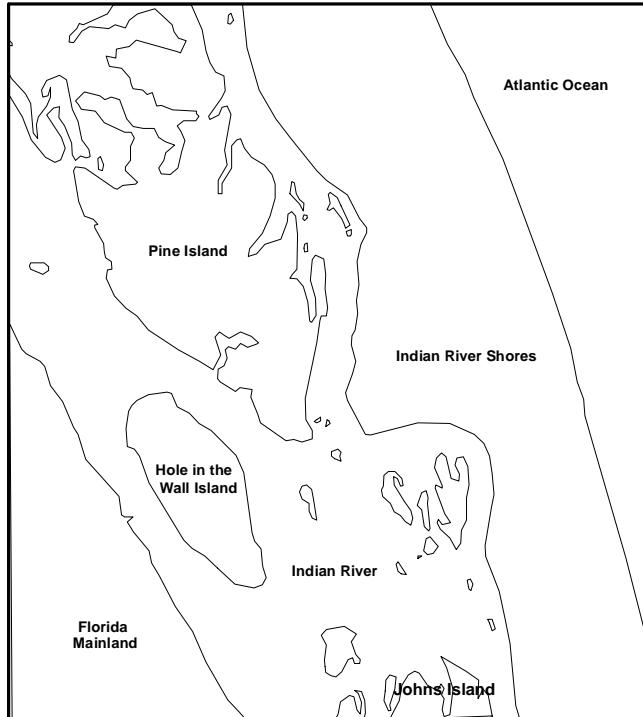 Atlantic Ocean
Pine Island
Indian River Shores
Hole in the
Wall Island
Indian River
Florida
Mainland
Johns Island